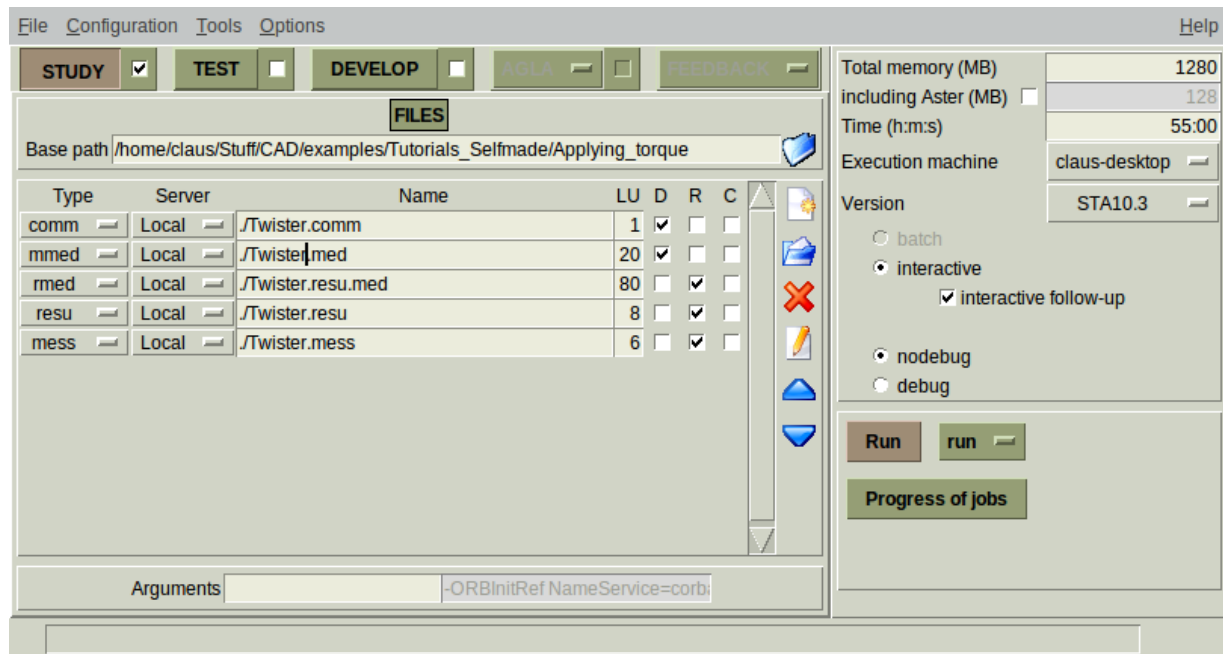 File Configuration Tools Options Help
STUDY TEST DEVELOP AGLA FEEDBACK
FILES
Base path /home/claus/Stuff/CAD/examples/Tutorials_Selfmade/Applying_torque
Type Server Name LU D R C
comm Local ./Twister.comm 1
mmed Local ./Twister.med 20
rmed Local ./Twister.resu.med 80
resu Local ./Twister.resu 8
mess Local ./Twister.mess 6
Arguments -ORBInitRef NameService=corba
Total memory (MB) 1280
including Aster (MB) 128
Time (h:m:s) 55:00
Execution machine claus-desktop
Version STA10.3
batch
interactive
interactive follow-up
nodebug
debug
Run run
Progress of jobs